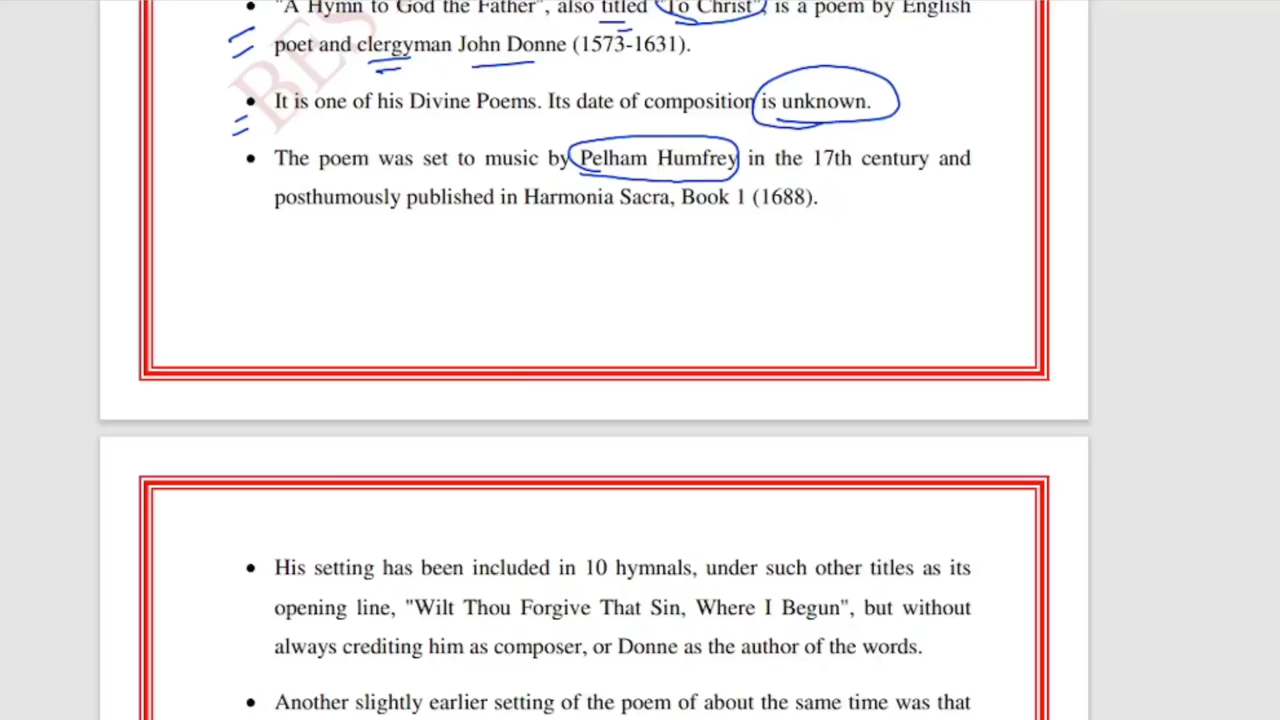 • "A Hymn to God the Father", also titled "To Christ", is a poem by English
poet and clergyman John Donne (1573-1631).
• It is one of his Divine Poems. Its date of composition is unknown.
• The poem was set to music by Pelham Humfrey in the 17th century and
posthumously published in Harmonia Sacra, Book 1 (1688).
• His setting has been included in 10 hymnals, under such other titles as its
opening line, "Wilt Thou Forgive That Sin, Where I Begun", but without
always crediting him as composer, or Donne as the author of the words.
• Another slightly earlier setting of the poem of about the same time was that
BES